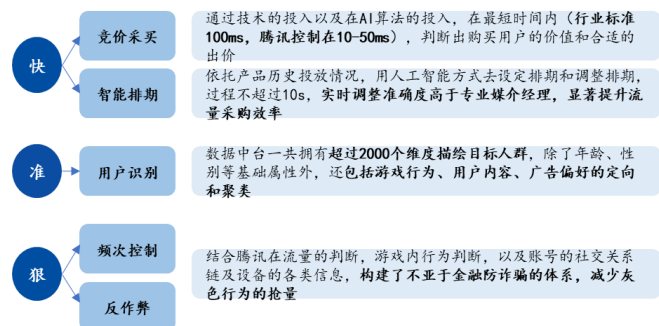 快
竞价采买
通过技术的投入以及在AI算法的投入，在最短时间内（行业标准
100ms，腾讯控制在10-50ms），判断出购买用户的价值和合适的
出价
智能排期
依托产品历史投放情况，用人工智能方式去设定排期和调整排期，
过程不超过10s，实时调整准确度高于专业媒介经理，显著提升流
量采购效率
准
用户识别
数据中台一共拥有超过2000个维度描绘目标人群，除了年龄、性
别等基础属性外，还包括游戏行为、用户内容、广告偏好的定向
和聚类
狠
频次控制
反作弊
结合腾讯在流量的判断，游戏内行为判断，以及账号的社交关系
链及设备的各类信息，构建了不亚于金融防诈骗的体系，减少灰
色行为的抢量